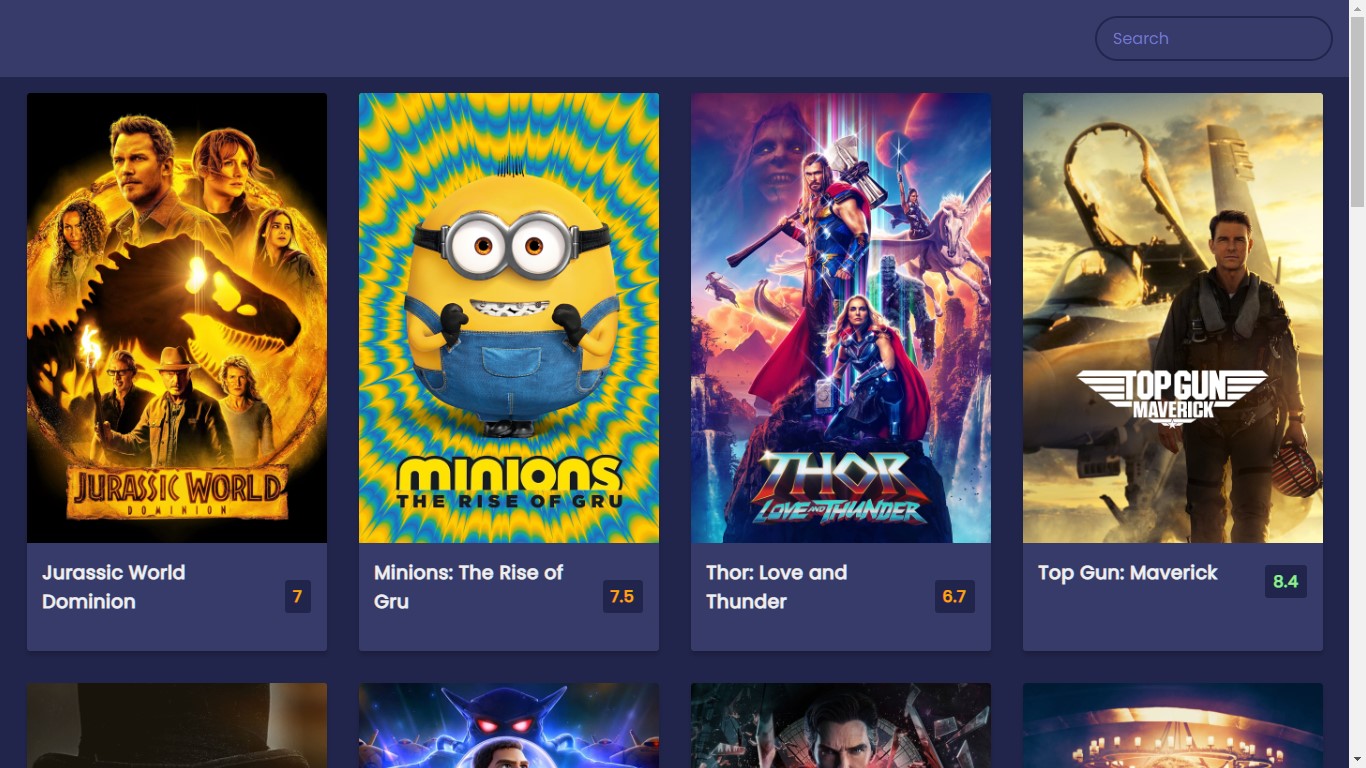 Search
JURASSIC WORLD
DOMINION
MINIONS
THE RISE OF GRU
THOR
LOVE AND THUNDER
TOP GUN
MAVERICK
Jurassic World
Dominion
7
Minions: The Rise of
Gru
7.5
Thor: Love and
Thunder
6.7
Top Gun: Maverick
8.4